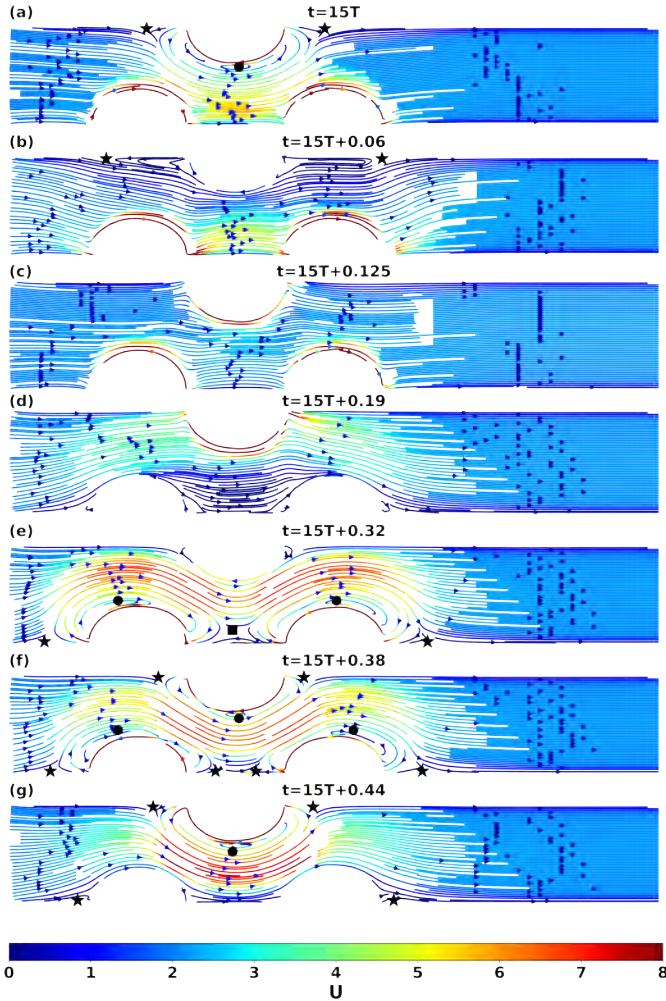 (a) t=15T
(b) t=15T+0.06
(c) t=15T+0.125
(d) t=15T+0.19
(e) t=15T+0.32
(f) t=15T+0.38
(g) t=15T+0.44
0 1 2 3 4 5 6 7 8
U